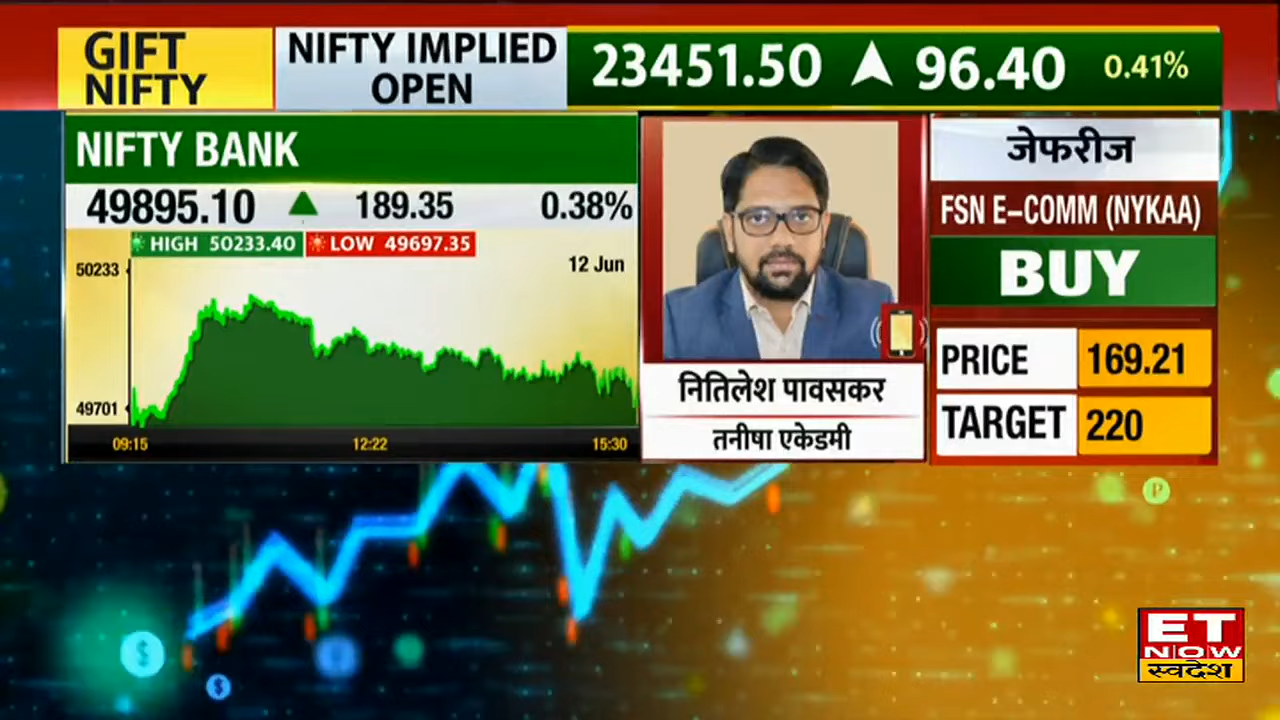 GIFT
NIFTY
NIFTY IMPLIED
OPEN
23451.50 ▲ 96.40 0.41%
NIFTY BANK
49895.10 ▲ 189.35 0.38%
HIGH 50233.40 LOW 49697.35
12 Jun
50233
49701
09:15 12:22 15:30
नितिलेश पावसकर
तनीषा एकेडमी
जेफरीज
FSN E-COMM (NYKAA)
BUY
PRICE 169.21
TARGET 220
P
$
$
ET
NOW
स्वदेश